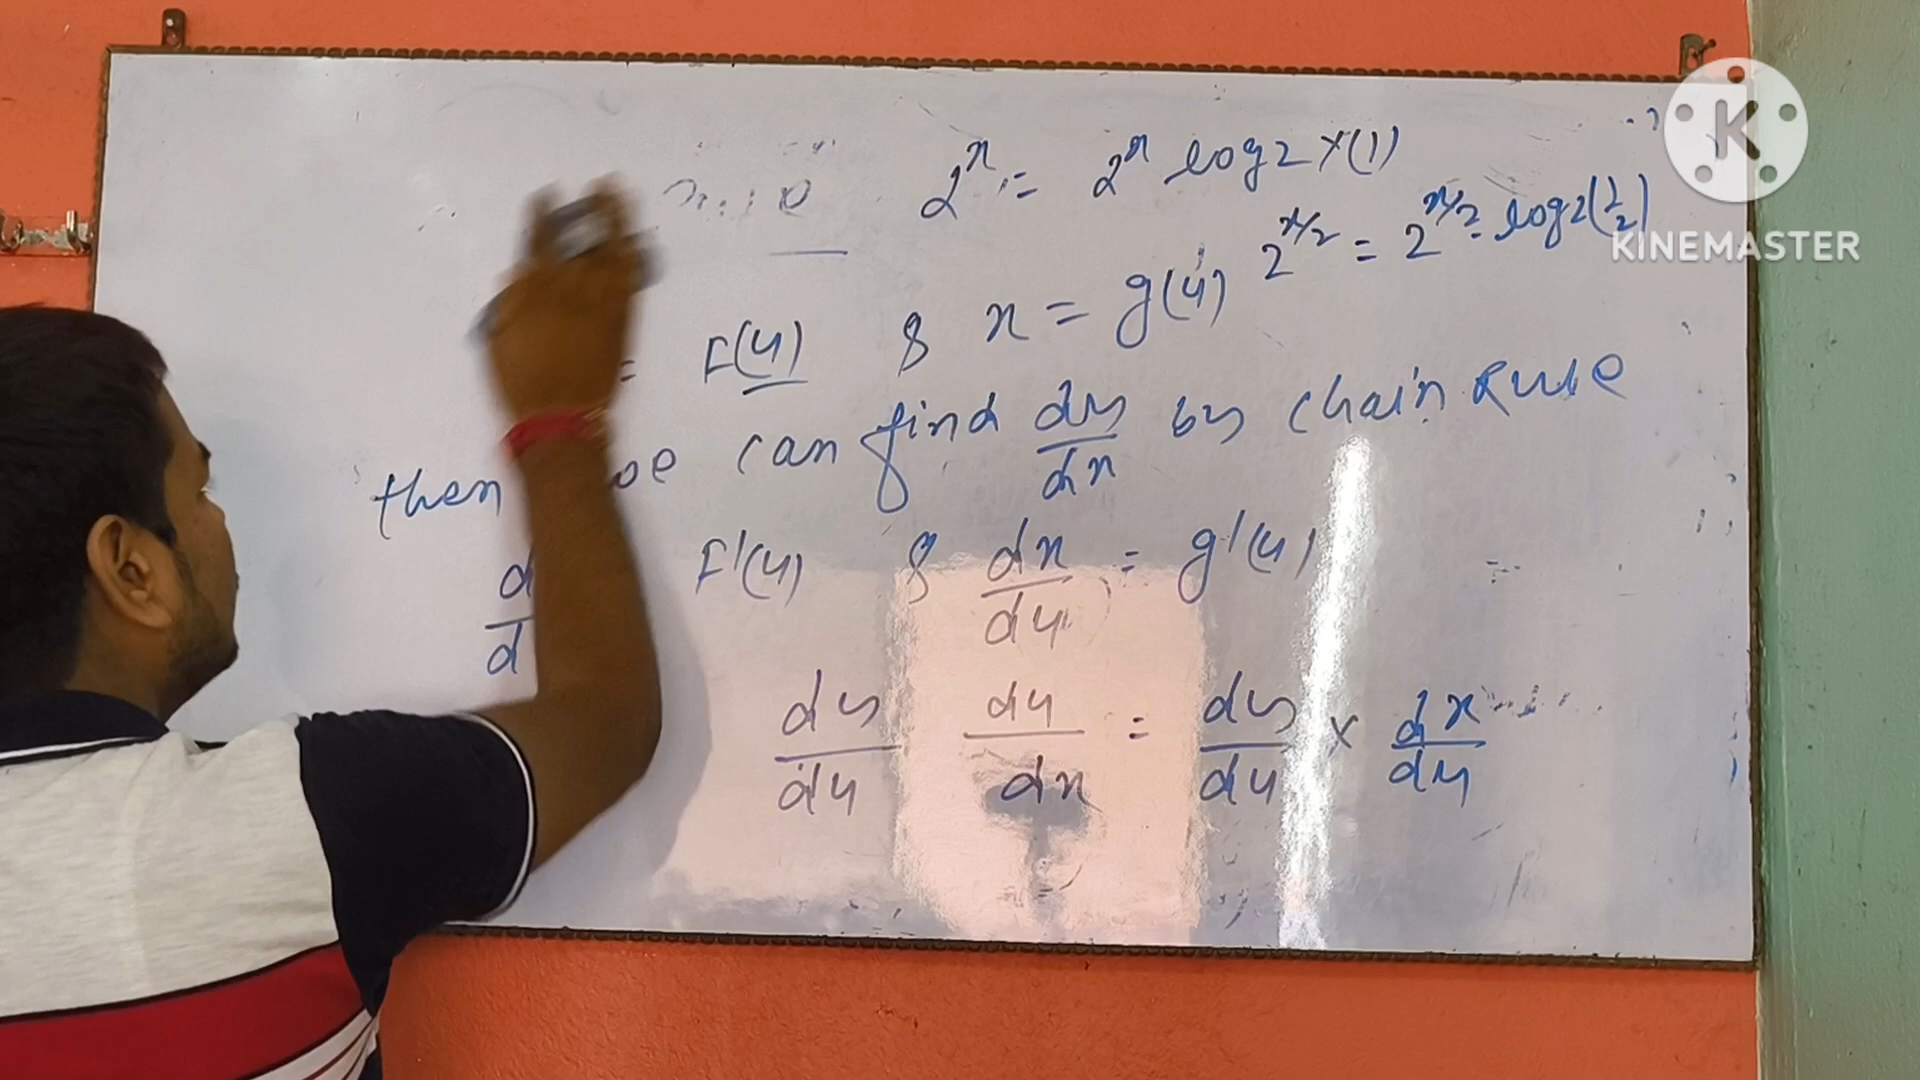 2^x = 2^x log2 x(1)
2^x/2 = 2^x/2 log2(1/2)
= F(u) & x = g(u)
then we can find dy/dx by chain Rule
F'(u) & dx/du = g'(u)
dy/du du/dx = dy/du x dx/du
K
KINEMASTER